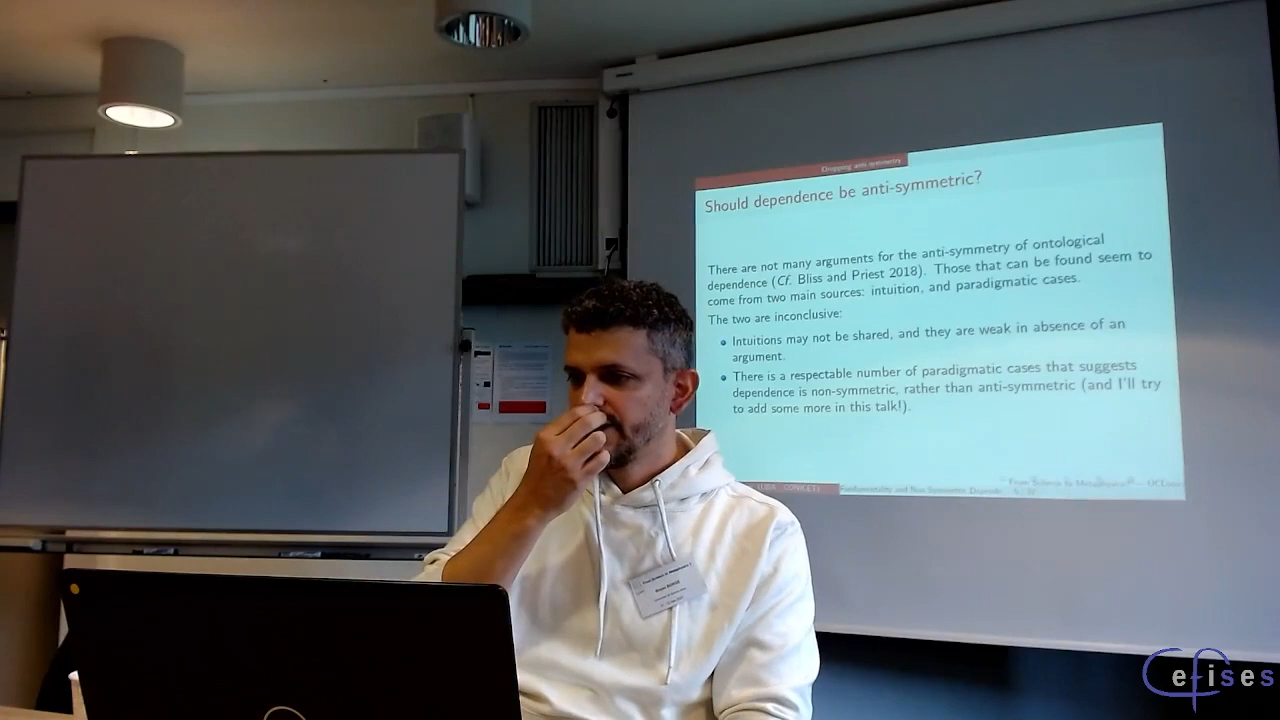 Dropping anti-symmetry
Should dependence be anti-symmetric?
There are not many arguments for the anti-symmetry of ontological
dependence (Cf. Bliss and Priest 2018). Those that can be found seem to
come from two main sources: intuition, and paradigmatic cases.
The two are inconclusive:
Intuitions may not be shared, and they are weak in absence of an
argument.
There is a respectable number of paradigmatic cases that suggests
dependence is non-symmetric, rather than anti-symmetric (and I'll try
to add some more in this talk!).
Fundamentality and Non Symmetric
efises